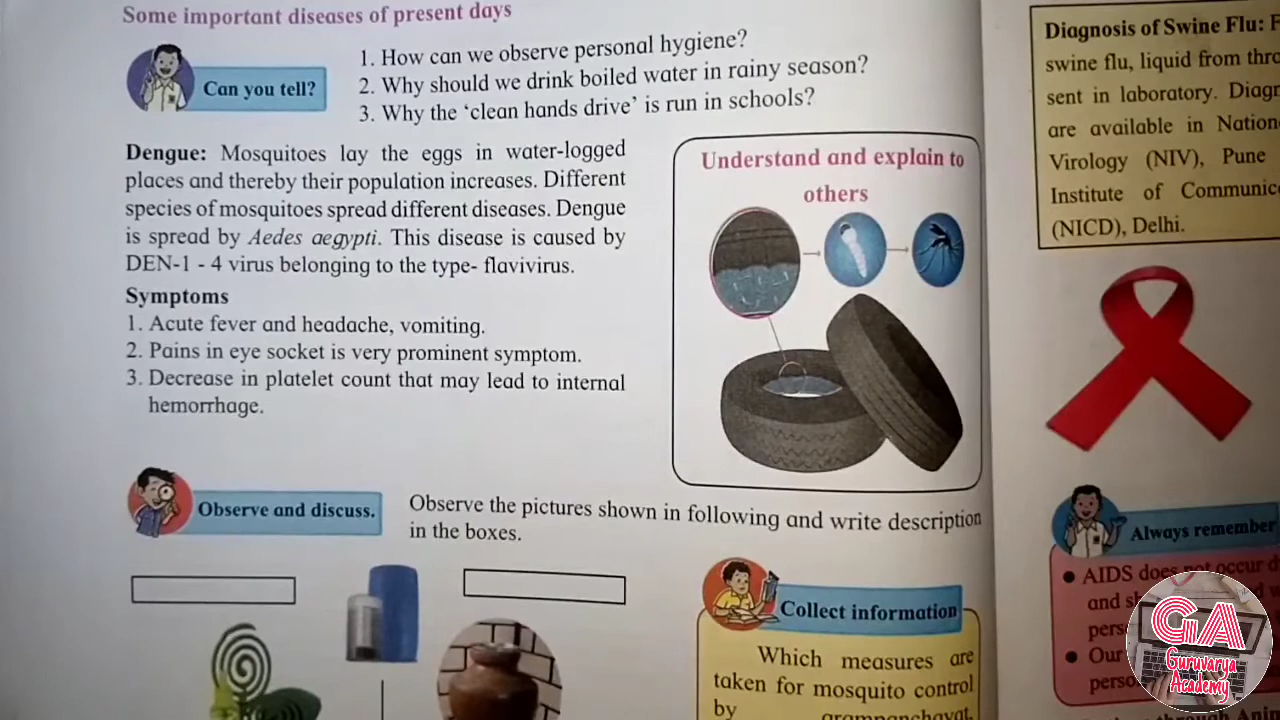 Some important diseases of present days
Can you tell?
1. How can we observe personal hygiene?
2. Why should we drink boiled water in rainy season?
3. Why the ‘clean hands drive’ is run in schools?
Dengue: Mosquitoes lay the eggs in water-logged
places and thereby their population increases. Different
species of mosquitoes spread different diseases. Dengue
is spread by Aedes aegypti. This disease is caused by
DEN-1 - 4 virus belonging to the type- flavivirus.
Symptoms
1. Acute fever and headache, vomiting.
2. Pains in eye socket is very prominent symptom.
3. Decrease in platelet count that may lead to internal
hemorrhage.
Understand and explain to
others
Observe and discuss.
Observe the pictures shown in following and write description
in the boxes.
Collect information
Which measures are
taken for mosquito control
by grampanchayat,
Diagnosis of Swine Flu:
swine flu, liquid from
sent in laboratory.
are available in
Virology (NIV), Pune
Institute of
(NICD), Delhi.
Always remember
• AIDS does not occur
and
• Our
GA
Guruvarya
Academy